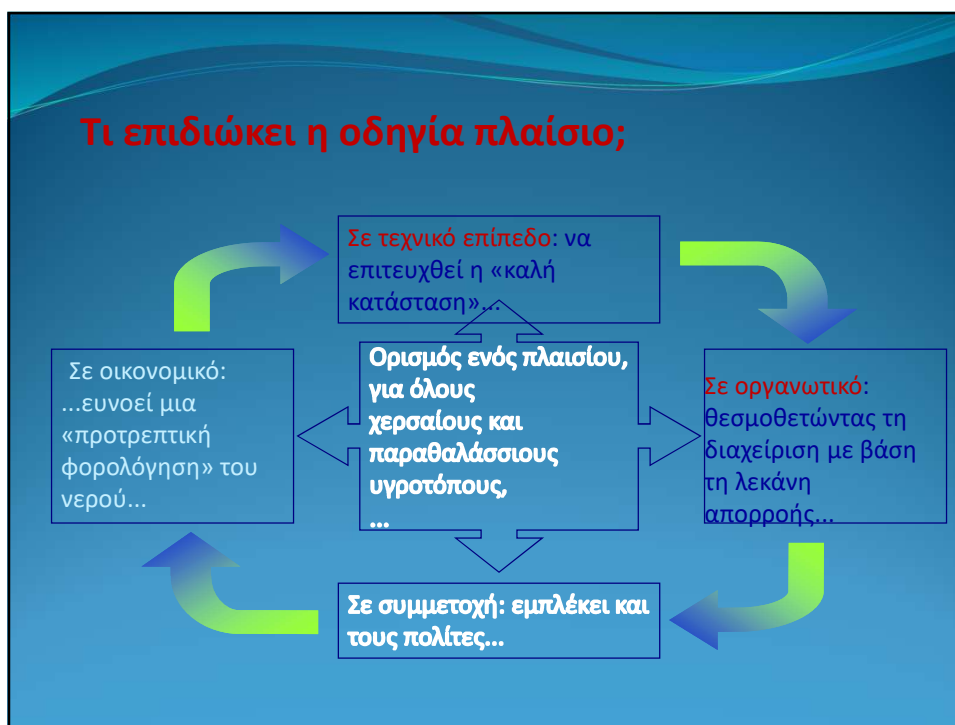 Τι επιδιώκει η οδηγία πλαίσιο;
Σε τεχνικό επίπεδο: να
επιτευχθεί η «καλή
κατάσταση»...
Σε οικονομικό:
...ευνοεί μια
«προτρεπτική
φορολόγηση» του
νερού...
Ορισμός ενός πλαισίου,
για όλους
χερσαίους και
παραθαλάσσιους
υγροτόπους,
...
Σε οργανωτικό:
θεσμοθετώντας τη
διαχείριση με βάση
τη λεκάνη
απορροής...
Σε συμμετοχή: εμπλέκει και
τους πολίτες...